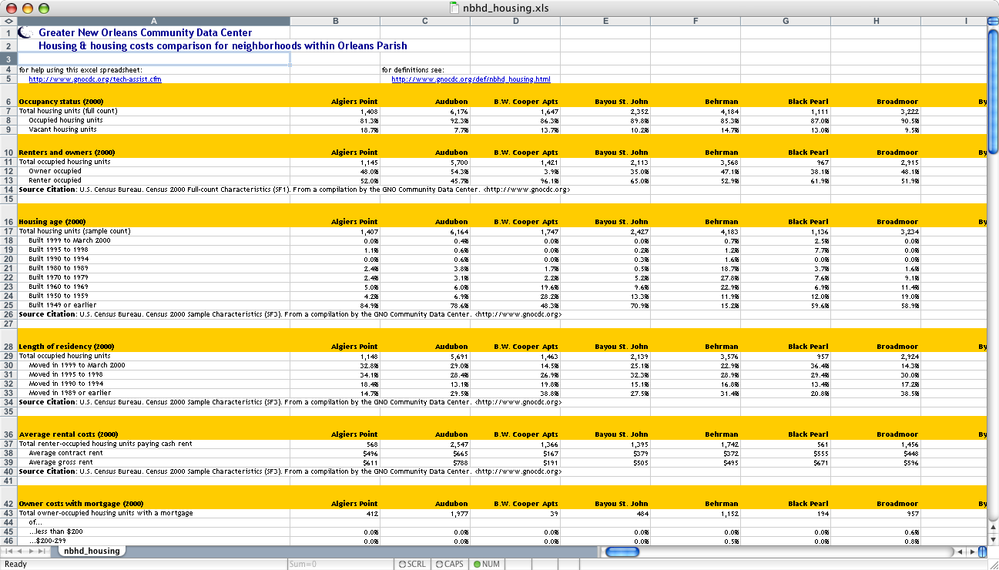 nbhd_housing.xls
A B C D E F G H I
1 Greater New Orleans Community Data Center
2 Housing & housing costs comparison for neighborhoods within Orleans Parish
3
4 for help using this excel spreadsheet: for definitions see:
5 http://www.gnocdc.org/tech-assist.cfm http://www.gnocdc.org/def/nbhd_housing.html
6 Occupancy status (2000) Algiers Point Audubon B.W. Cooper Apts Bayou St. John Behrman Black Pearl Broadmoor By
7 Total housing units (full count) 1,408 6,176 1,647 2,352 4,184 1,111 3,222
8 Occupied housing units 81.3% 92.3% 86.3% 89.8% 85.3% 87.0% 90.5%
9 Vacant housing units 18.7% 7.7% 13.7% 10.2% 14.7% 13.0% 9.5%
10 Renters and owners (2000) Algiers Point Audubon B.W. Cooper Apts Bayou St. John Behrman Black Pearl Broadmoor
11 Total occupied housing units 1,145 5,700 1,421 2,113 3,568 967 2,915
12 Owner occupied 48.0% 54.3% 3.9% 35.0% 47.1% 38.1% 48.1%
13 Renter occupied 52.0% 45.7% 96.1% 65.0% 52.9% 61.9% 51.9%
14 Source Citation: U.S. Census Bureau. Census 2000 Full-count Characteristics (SF1). From a compilation by the GNO Community Data Center. <http://www.gnocdc.org>
15
16 Housing age (2000) Algiers Point Audubon B.W. Cooper Apts Bayou St. John Behrman Black Pearl Broadmoor By
17 Total housing units (sample count) 1,407 6,164 1,747 2,427 4,183 1,136 3,234
18 Built 1999 to March 2000 0.0% 0.4% 0.0% 0.0% 0.7% 2.5% 0.0%
19 Built 1995 to 1998 1.1% 0.6% 0.0% 0.2% 1.2% 7.7% 0.0%
20 Built 1990 to 1994 0.0% 0.6% 0.0% 0.3% 1.6% 0.0% 0.0%
21 Built 1980 to 1989 2.4% 3.8% 1.7% 0.5% 18.7% 3.7% 1.6%
22 Built 1970 to 1979 2.4% 3.1% 2.2% 5.2% 27.8% 7.6% 9.1%
23 Built 1960 to 1969 5.0% 6.0% 19.6% 9.6% 22.9% 6.9% 11.4%
24 Built 1950 to 1959 4.2% 6.9% 28.2% 13.3% 11.9% 12.0% 19.0%
25 Built 1949 or earlier 84.9% 78.6% 48.3% 70.9% 15.2% 59.6% 58.9%
26 Source Citation: U.S. Census Bureau. Census 2000 Sample Characteristics (SF3). From a compilation by the GNO Community Data Center. <http://www.gnocdc.org>
27
28 Length of residency (2000) Algiers Point Audubon B.W. Cooper Apts Bayou St. John Behrman Black Pearl Broadmoor By
29 Total occupied housing units 1,148 5,691 1,463 2,139 3,576 957 2,924
30 Moved in 1999 to March 2000 32.8% 29.0% 14.5% 25.1% 22.9% 36.4% 14.3%
31 Moved in 1995 to 1998 34.1% 28.4% 26.9% 32.3% 28.9% 29.4% 30.0%
32 Moved in 1990 to 1994 18.4% 13.1% 19.8% 15.1% 16.8% 13.4% 17.2%
33 Moved in 1989 or earlier 14.7% 29.5% 38.8% 27.5% 31.4% 20.8% 38.5%
34 Source Citation: U.S. Census Bureau. Census 2000 Sample Characteristics (SF3). From a compilation by the GNO Community Data Center. <http://www.gnocdc.org>
35
36 Average rental costs (2000) Algiers Point Audubon B.W. Cooper Apts Bayou St. John Behrman Black Pearl Broadmoor By
37 Total renter-occupied housing units paying cash rent 568 2,547 1,366 1,395 1,742 561 1,456
38 Average contract rent $496 $665 $167 $379 $372 $555 $448
39 Average gross rent $611 $788 $191 $505 $495 $671 $596
40 Source Citation: U.S. Census Bureau. Census 2000 Sample Characteristics (SF3). From a compilation by the GNO Community Data Center. <http://www.gnocdc.org>
41
42 Owner costs with mortgage (2000) Algiers Point Audubon B.W. Cooper Apts Bayou St. John Behrman Black Pearl Broadmoor By
43 Total owner-occupied housing units with a mortgage 412 1,977 39 484 1,152 194 957
44 of...
45 ...less than $200 0.0% 0.0% 0.0% 0.0% 0.0% 0.0% 0.6%
46 ...$200-299 0.0% 0.0% 0.0% 0.0% 0.5% 0.0% 0.8%
nbhd_housing
Ready Sum=0 SCRL CAPS NUM